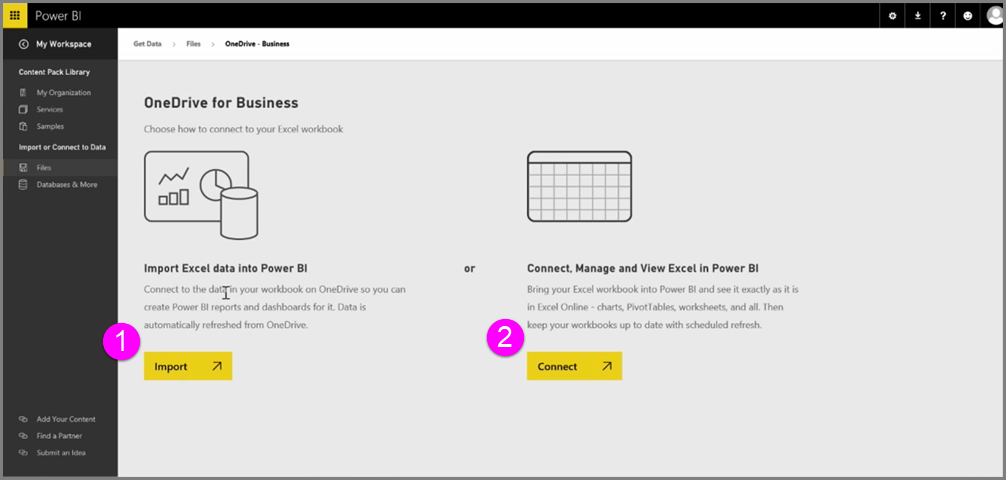 Power BI
?
My Workspace
Get Data > Files > OneDrive - Business
Content Pack Library
My Organization
Services
Samples
Import or Connect to Data
Files
Databases & More
Add Your Content
Find a Partner
Submit an Idea
OneDrive for Business
Choose how to connect to your Excel workbook
Import Excel data into Power BI
Connect to the data in your workbook on OneDrive so you can
create Power BI reports and dashboards for it. Data is
automatically refreshed from OneDrive.
1
Import
or
Connect, Manage and View Excel in Power BI
Bring your Excel workbook into Power BI and see it exactly as it is
in Excel Online - charts, PivotTables, worksheets, and all. Then
keep your workbooks up to date with scheduled refresh.
2
Connect